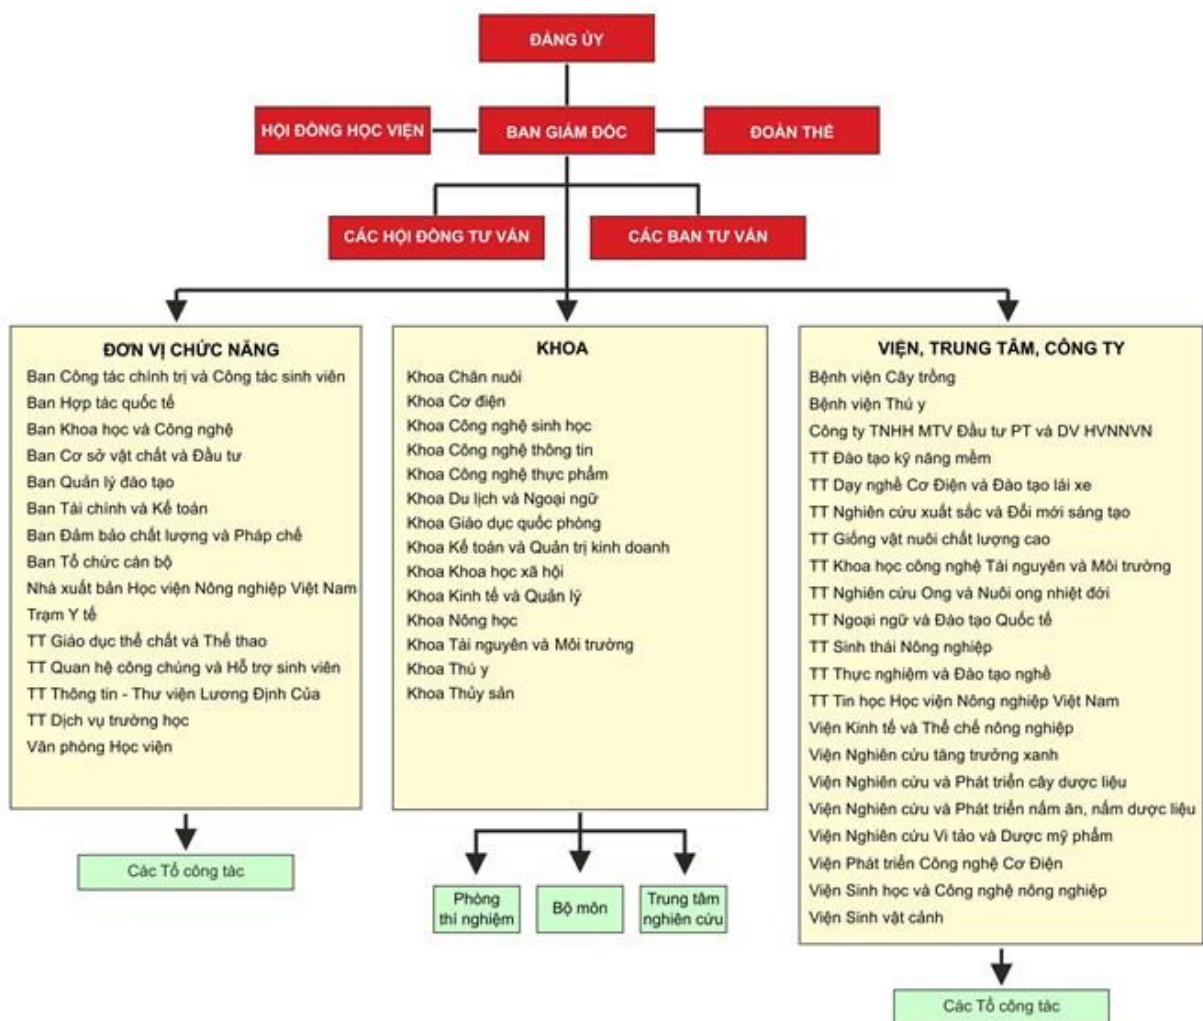 ĐẢNG ỦY
HỘI ĐỒNG HỌC VIỆN
BAN GIÁM ĐỐC
ĐOÀN THỂ
CÁC HỘI ĐỒNG TƯ VẤN
CÁC BAN TƯ VẤN
ĐƠN VỊ CHỨC NĂNG
Ban Công tác chính trị và Công tác sinh viên
Ban Hợp tác quốc tế
Ban Khoa học và Công nghệ
Ban Cơ sở vật chất và Đầu tư
Ban Quản lý đào tạo
Ban Tài chính và Kế toán
Ban Đảm bảo chất lượng và Pháp chế
Ban Tổ chức cán bộ
Nhà xuất bản Học viện Nông nghiệp Việt Nam
Trạm Y tế
TT Giáo dục thể chất và Thể thao
TT Quan hệ công chúng và Hỗ trợ sinh viên
TT Thông tin - Thư viện Lương Định Của
TT Dịch vụ trường học
Văn phòng Học viện
Các Tổ công tác
KHOA
Khoa Chăn nuôi
Khoa Cơ điện
Khoa Công nghệ sinh học
Khoa Công nghệ thông tin
Khoa Công nghệ thực phẩm
Khoa Du lịch và Ngoại ngữ
Khoa Giáo dục quốc phòng
Khoa Kế toán và Quản trị kinh doanh
Khoa Khoa học xã hội
Khoa Kinh tế và Quản lý
Khoa Nông học
Khoa Tài nguyên và Môi trường
Khoa Thú y
Khoa Thủy sản
Phòng
thí nghiệm
Bộ môn
Trung tâm
nghiên cứu
VIỆN, TRUNG TÂM, CÔNG TY
Bệnh viện Cây trồng
Bệnh viện Thú y
Công ty TNHH MTV Đầu tư PT và DV HVNNVN
TT Đào tạo kỹ năng mềm
TT Dạy nghề Cơ Điện và Đào tạo lái xe
TT Nghiên cứu xuất sắc và Đổi mới sáng tạo
TT Giống vật nuôi chất lượng cao
TT Khoa học công nghệ Tài nguyên và Môi trường
TT Nghiên cứu Ong và Nuôi ong nhiệt đới
TT Ngoại ngữ và Đào tạo Quốc tế
TT Sinh thái Nông nghiệp
TT Thực nghiệm và Đào tạo nghề
TT Tin học Học viện Nông nghiệp Việt Nam
Viện Kinh tế và Thể chế nông nghiệp
Viện Nghiên cứu tăng trưởng xanh
Viện Nghiên cứu và Phát triển cây dược liệu
Viện Nghiên cứu và Phát triển nấm ăn, nấm dược liệu
Viện Nghiên cứu Vi tảo và Dược mỹ phẩm
Viện Phát triển Công nghệ Cơ Điện
Viện Sinh học và Công nghệ nông nghiệp
Viện Sinh vật cảnh
Các Tổ công tác